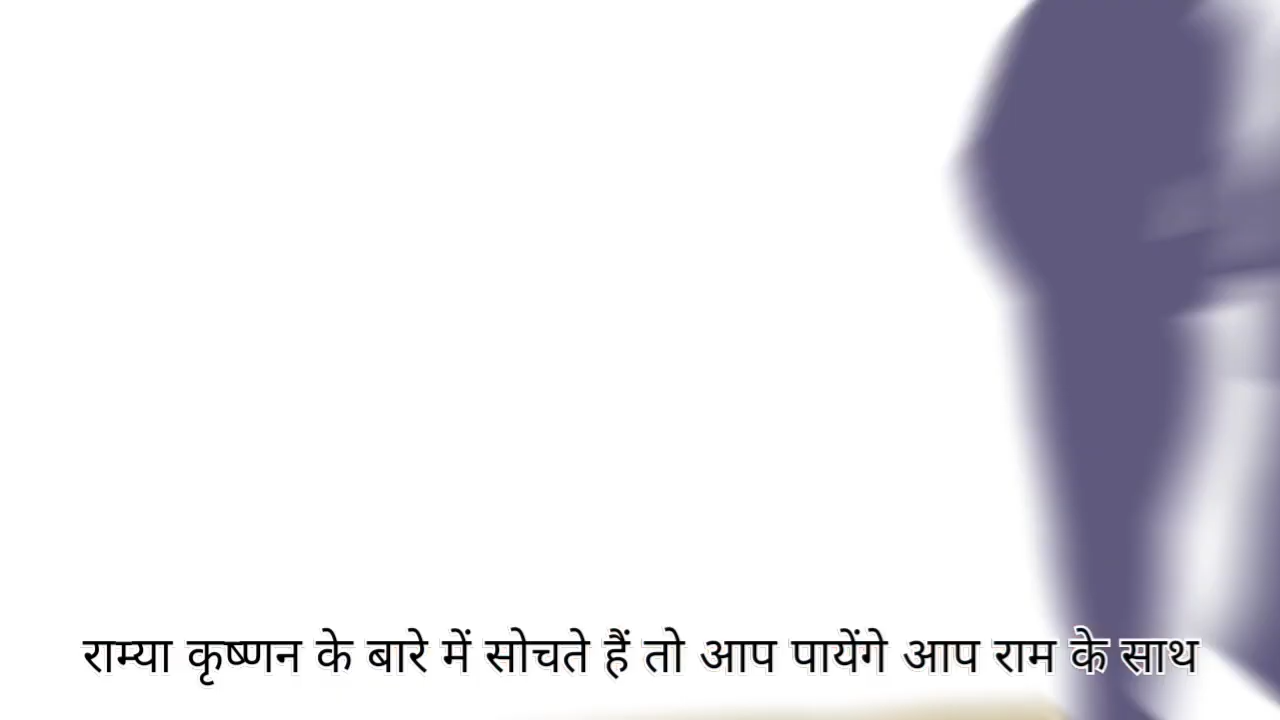 राम्या कृष्णन के बारे में सोचते हैं तो आप पायेंगे आप राम के साथ